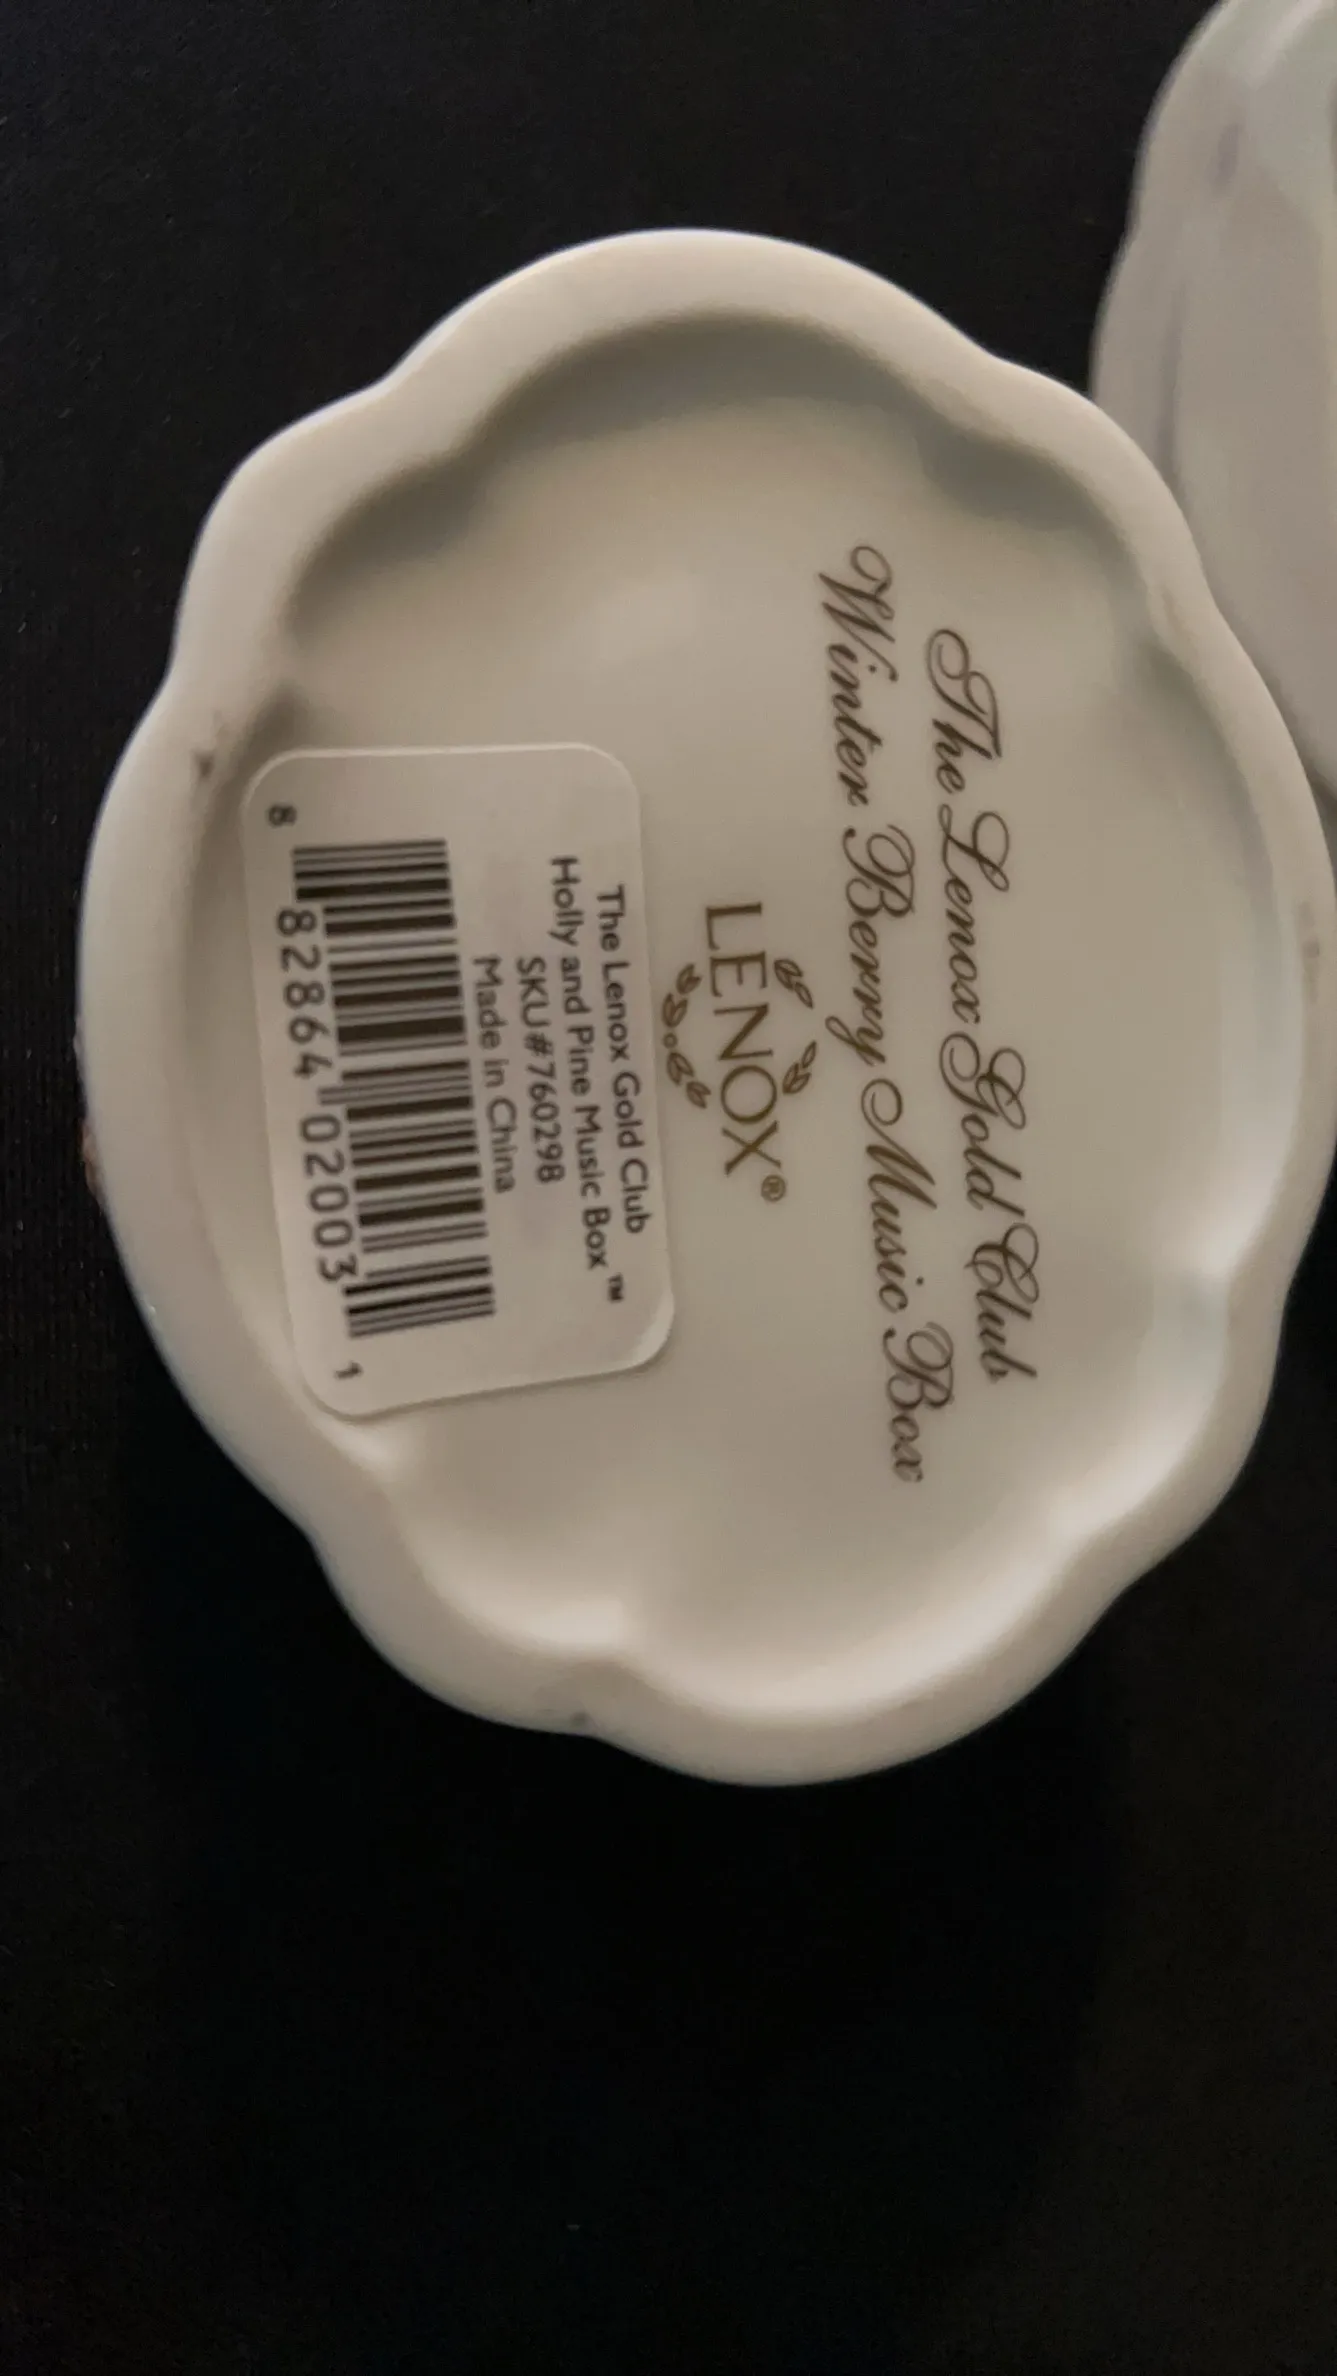 The Lenox Gold Club
Winter Berry Music Box
LENOX®
The Lenox Gold Club
Holly and Pine Music Box™
SKU#760298
Made in China
8 82864 02003 1